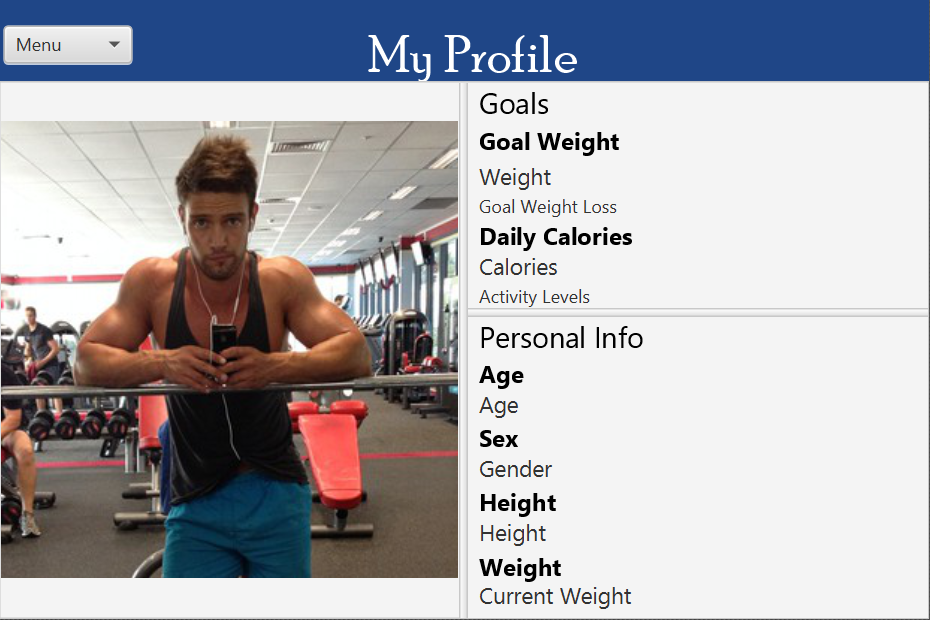 Menu
My Profile
Goals
Goal Weight
Weight
Goal Weight Loss
Daily Calories
Calories
Activity Levels
Personal Info
Age
Age
Sex
Gender
Height
Height
Weight
Current Weight